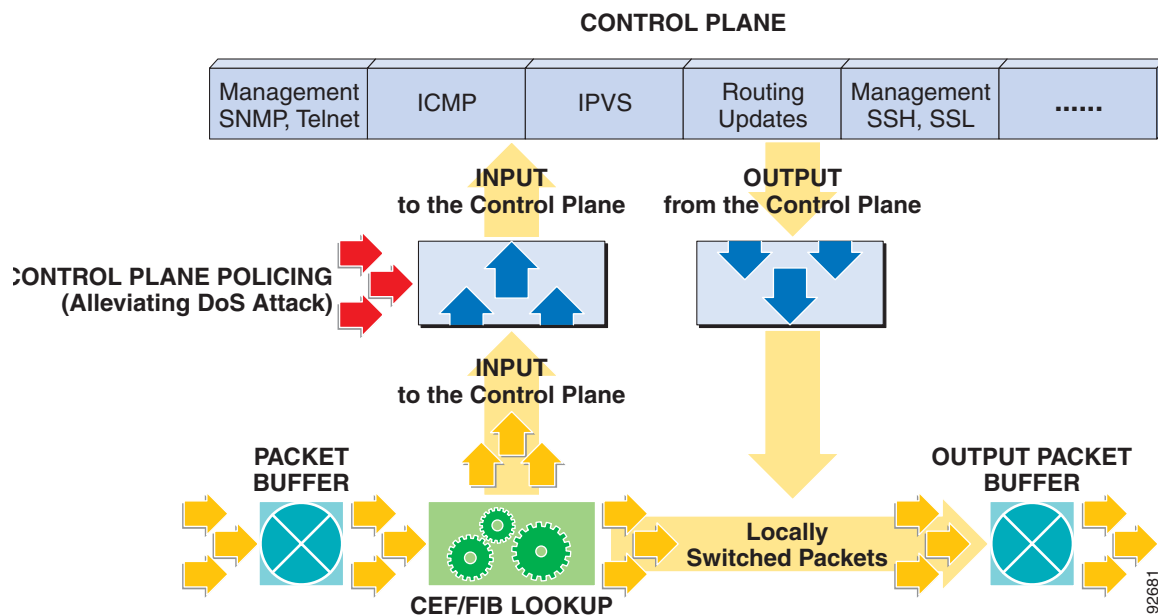 CONTROL PLANE
Management
SNMP, Telnet
ICMP
IPVS
Routing
Updates
Management
SSH, SSL
......
INPUT
to the Control Plane
OUTPUT
from the Control Plane
CONTROL PLANE POLICING
(Alleviating DoS Attack)
INPUT
to the Control Plane
PACKET
BUFFER
OUTPUT PACKET
BUFFER
Locally
Switched Packets
CEF/FIB LOOKUP
92681